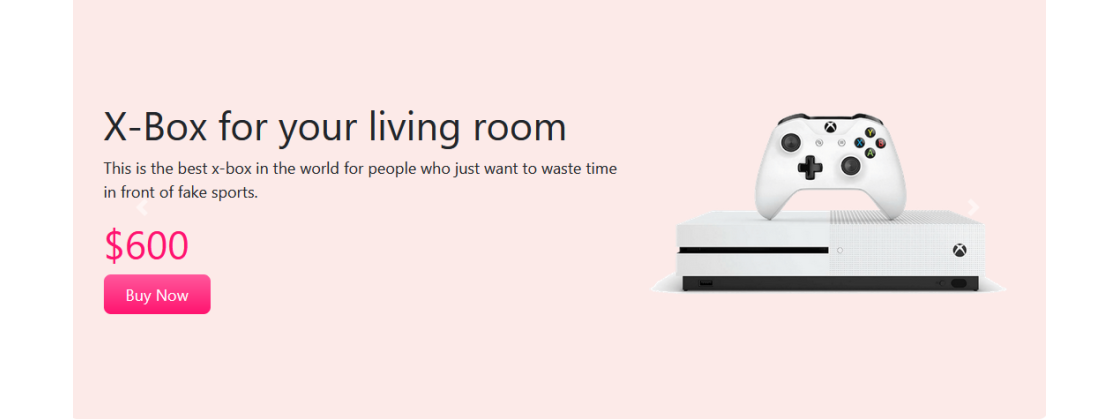 X-Box for your living room
This is the best x-box in the world for people who just want to waste time
in front of fake sports.
$600
Buy Now